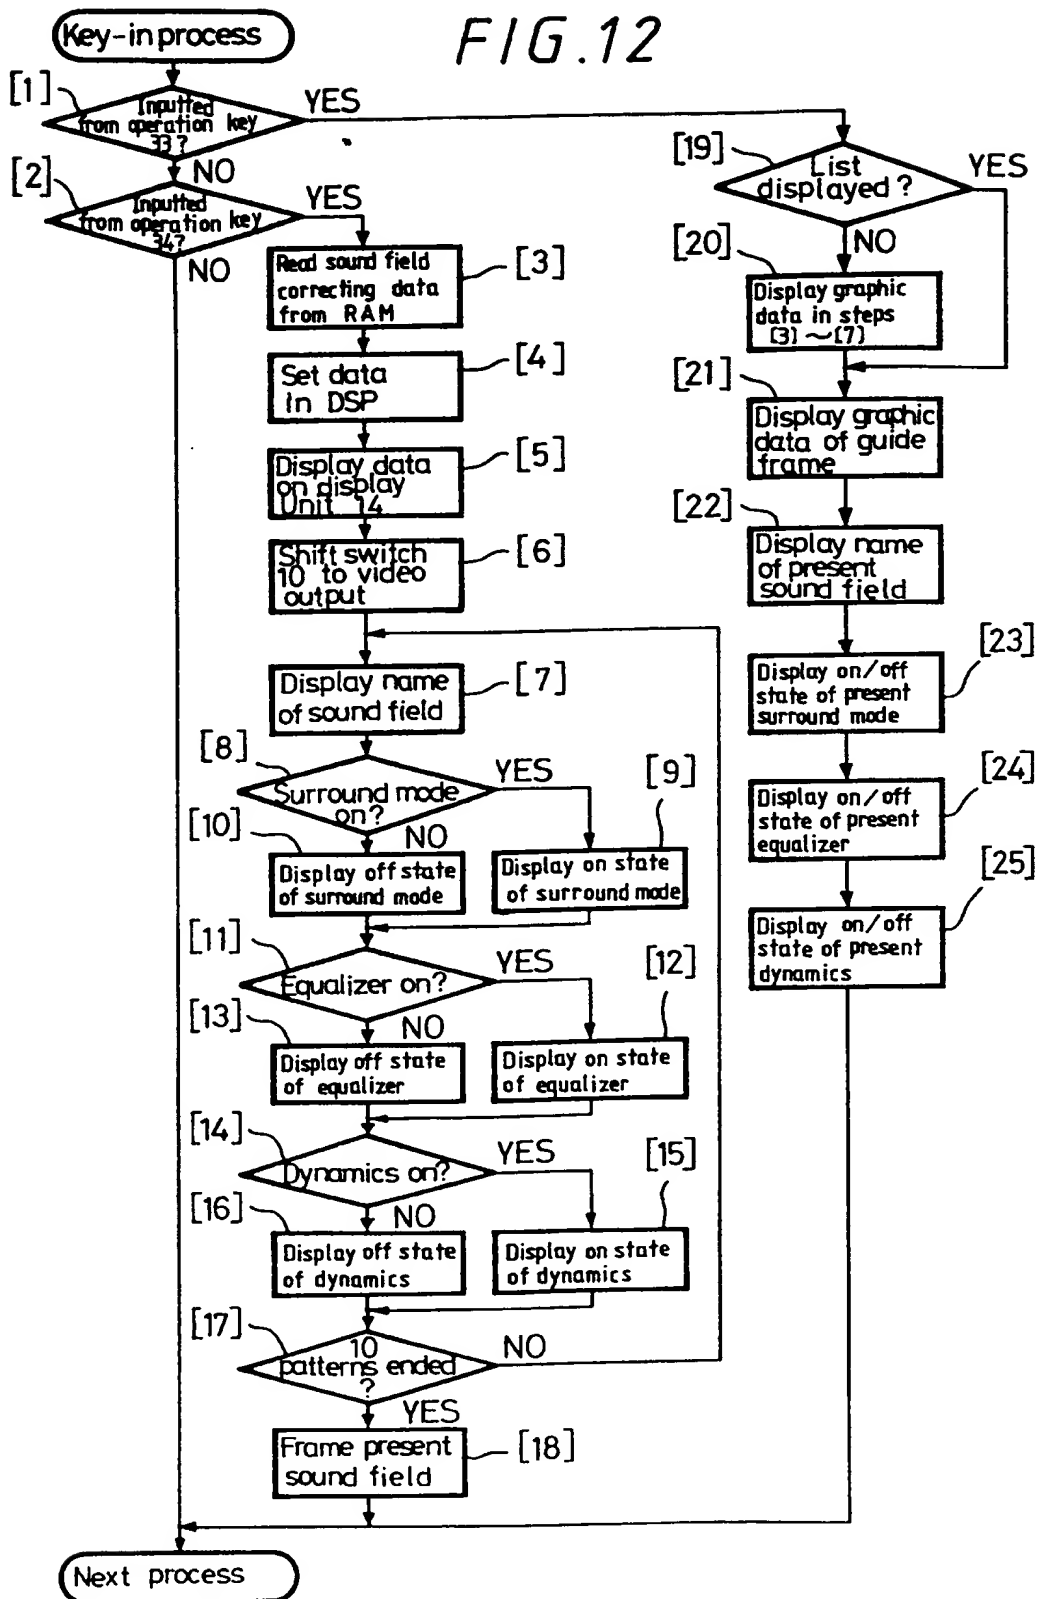 FIG.12
Key-in process
[1]
Inputted
from operation key
33?
YES
NO
[2]
Inputted
from operation key
34?
YES
NO
Read sound field
correcting data
from RAM
[3]
Set data
in DSP
[4]
Display data
on display
Unit 14
[5]
Shift switch
10 to video
output
[6]
Display name
of sound field
[7]
[8]
Surround mode
on?
YES
NO
[9]
Display on state
of surround mode
[10]
Display off state
of surround mode
[11]
Equalizer on?
YES
NO
[12]
Display on state
of equalizer
[13]
Display off state
of equalizer
[14]
Dynamics on?
YES
NO
[15]
Display on state
of dynamics
[16]
Display off state
of dynamics
[17]
10
patterns ended
?
NO
YES
Frame present
sound field
[18]
[19]
List
displayed?
YES
NO
[20]
Display graphic
data in steps
[3]~[7]
[21]
Display graphic
data of guide
frame
[22]
Display name
of present
sound field
[23]
Display on/off
state of present
surround mode
[24]
Display on/off
state of present
equalizer
[25]
Display on/off
state of present
dynamics
Next process